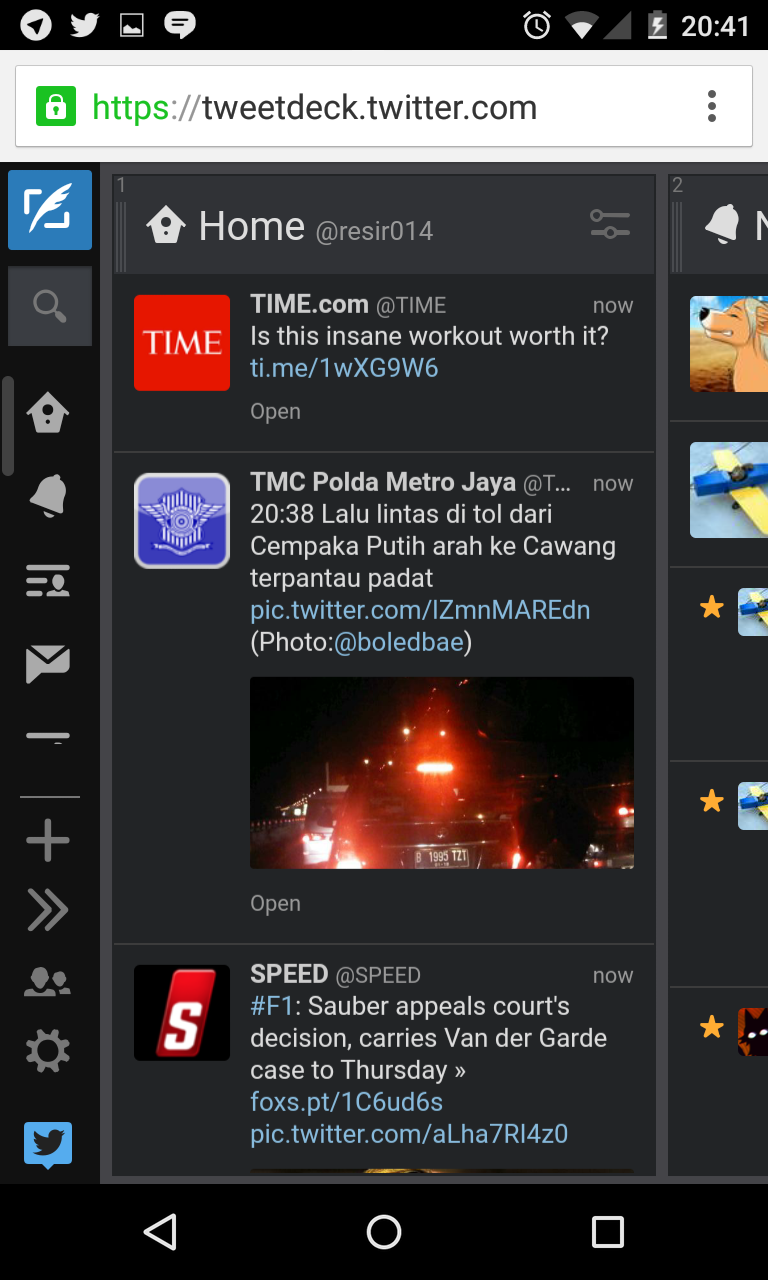 20:41
https://tweetdeck.twitter.com
1
Home @resir014
2
N
TIME
TIME.com @TIME now
Is this insane workout worth it?
ti.me/1wXG9W6
Open
TMC Polda Metro Jaya @T... now
20:38 Lalu lintas di tol dari
Cempaka Putih arah ke Cawang
terpantau padat
pic.twitter.com/lZmnMAREdn
(Photo:@boledbae)
B 1995 TZT
Open
S
SPEED @SPEED now
#F1: Sauber appeals court's
decision, carries Van der Garde
case to Thursday »
foxs.pt/1C6ud6s
pic.twitter.com/aLha7RI4z0